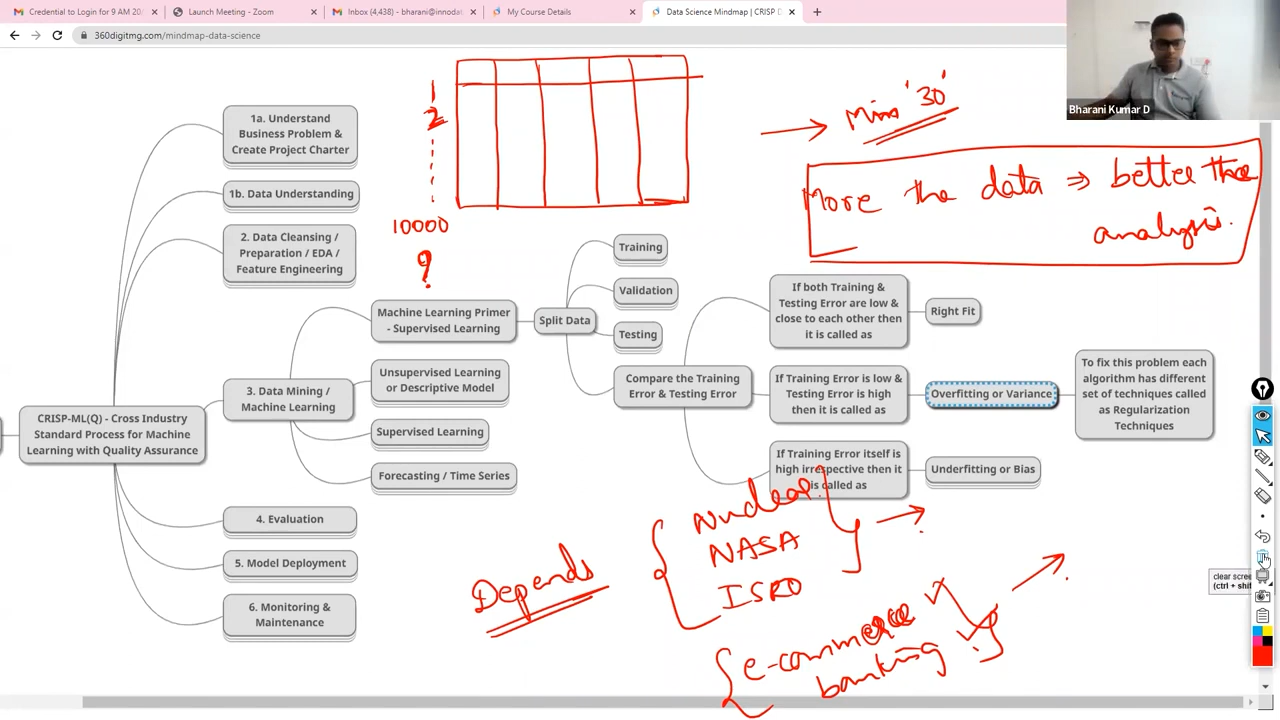 Credential to Login for 9 AM 20/
Launch Meeting - Zoom
Inbox (4,438) - bharani@innodat
My Course Details
Data Science Mindmap | CRISP D
360digitmg.com/mindmap-data-science
Bharani Kumar D
1
2
10000
?
Min '30'
More the data ⇒ better the
analysis.
1a. Understand
Business Problem &
Create Project Charter
1b. Data Understanding
2. Data Cleansing /
Preparation / EDA /
Feature Engineering
3. Data Mining /
Machine Learning
CRISP-ML(Q) - Cross Industry
Standard Process for Machine
Learning with Quality Assurance
4. Evaluation
5. Model Deployment
6. Monitoring &
Maintenance
Machine Learning Primer
- Supervised Learning
Unsupervised Learning
or Descriptive Model
Supervised Learning
Forecasting / Time Series
Split Data
Training
Validation
Testing
Compare the Training
Error & Testing Error
If both Training &
Testing Error are low &
close to each other then
it is called as
Right Fit
If Training Error is low &
Testing Error is high
then it is called as
Overfitting or Variance
To fix this problem each
algorithm has different
set of techniques called
as Regularization
Techniques
If Training Error itself is
high irrespective then it
is called as
Underfitting or Bias
Depends
Nuclear
NASA
ISRO
e-commerce
banking
clear scree
(ctrl + shif